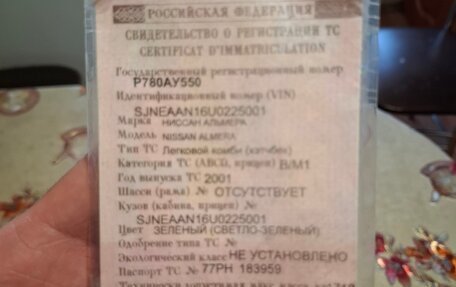 РОССИЙСКАЯ ФЕДЕРАЦИЯ
СВИДЕТЕЛЬСТВО О РЕГИСТРАЦИИ ТС
CERTIFICAT D'IMMATRICULATION
Государственный регистрационный номер
Р780АУ550
Идентификационный номер (VIN)
SJNEAAN16U0225001
Марка НИССАН АЛЬМЕРА
Модель NISSAN ALMERA
Тип ТС Легковой комби (хэтчбек)
Категория ТС (ABCD, прицеп) B/M1
Год выпуска ТС 2001
Шасси (рама) № ОТСУТСТВУЕТ
Кузов (кабина, прицеп) №
SJNEAAN16U0225001
Цвет ЗЕЛЕНЫЙ (СВЕТЛО-ЗЕЛЕНЫЙ)
Одобрение типа ТС №
Экологический класс НЕ УСТАНОВЛЕНО
Паспорт ТС № 77РН 183959